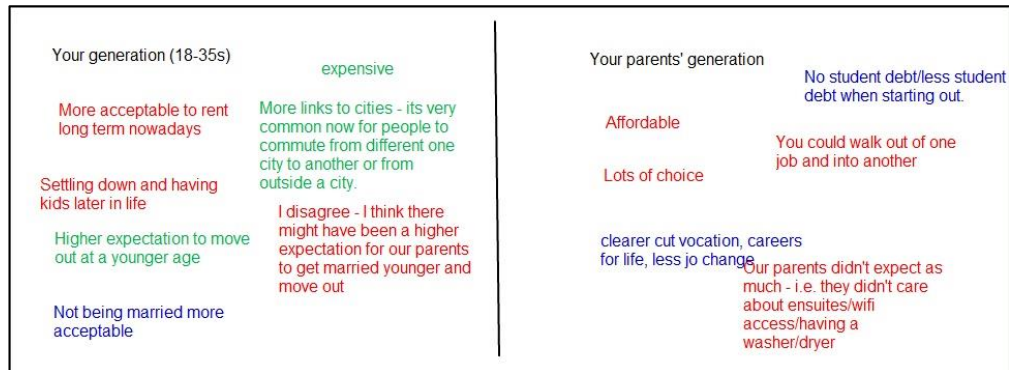 Your generation (18-35s)
expensive
More acceptable to rent
long term nowadays
More links to cities - its very
common now for people to
commute from different one
city to another or from
outside a city.
Settling down and having
kids later in life
Higher expectation to move
out at a younger age
I disagree - I think there
might have been a higher
expectation for our parents
to get married younger and
move out
Not being married more
acceptable
Your parents' generation
No student debt/less student
debt when starting out.
Affordable
You could walk out of one
job and into another
Lots of choice
clearer cut vocation, careers
for life, less jo change
Our parents didn't expect as
much - i.e. they didn't care
about ensuites/wifi
access/having a
washer/dryer